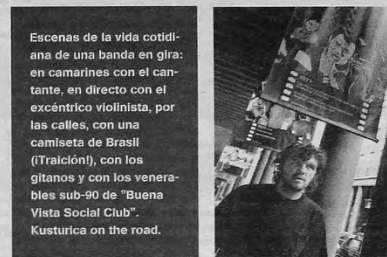 Escenas de la vida cotidi-
ana de una banda en gira:
en camarines con el can-
tante, en directo con el
excéntrico violinista, por
las calles, con una
camiseta de Brasil
(¡Traición!), con los
gitanos y con los venera-
bles sub-90 de "Buena
Vista Social Club".
Kusturica on the road.